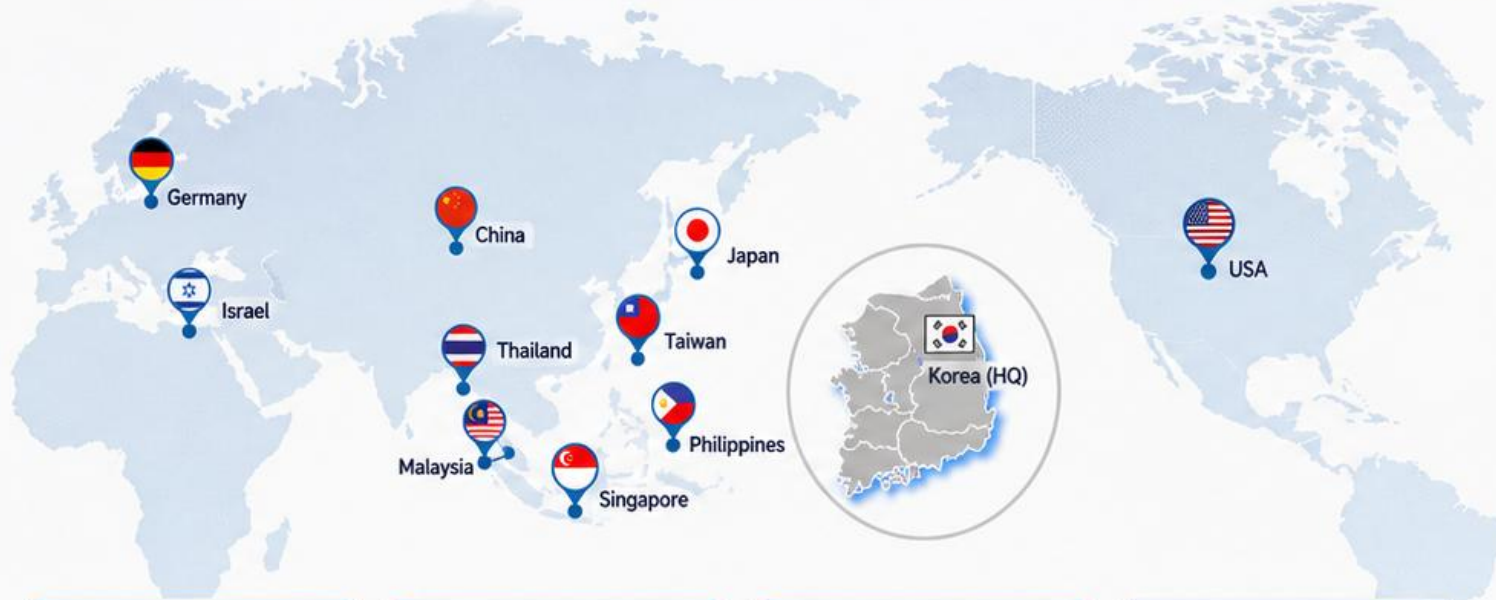 Germany
China
Japan
USA
Israel
Taiwan
Thailand
Korea (HQ)
Philippines
Malaysia
Singapore